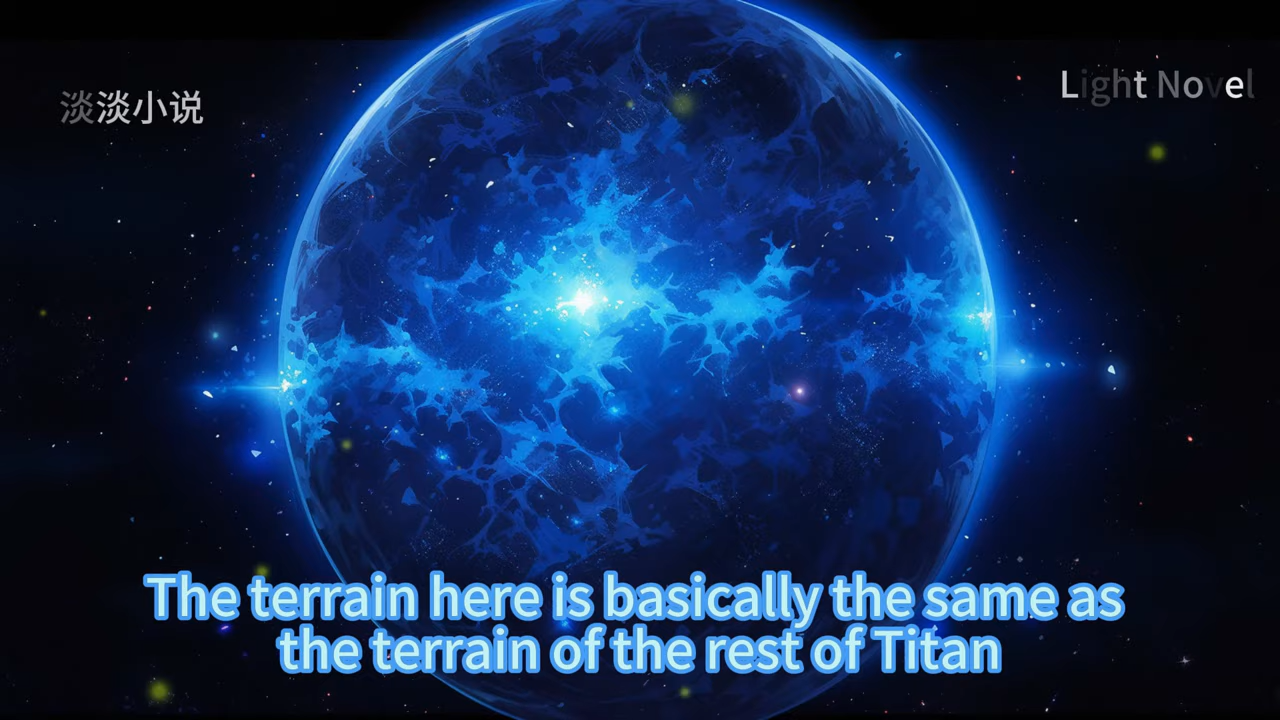 淡淡小说
Light Novel
The terrain here is basically the same as
the terrain of the rest of Titan